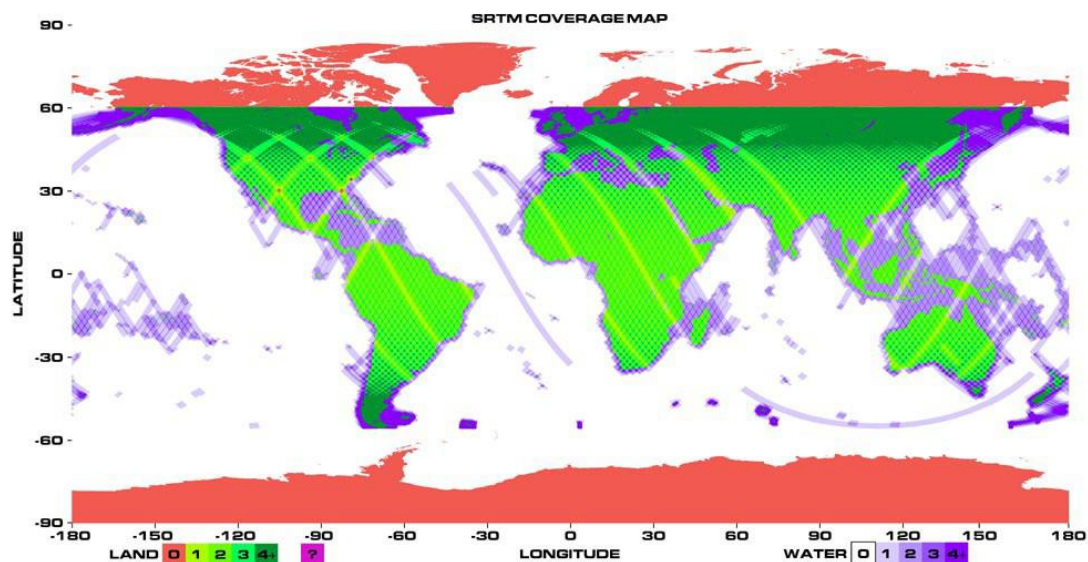 SRTM COVERAGE MAP
90
60
30
0
-30
-60
-90
LATITUDE
-180 -150 -120 -90 -60 -30 0 30 60 90 120 150 180
LAND 0 1 2 3 4+ ? LONGITUDE WATER 0 1 2 3 4+